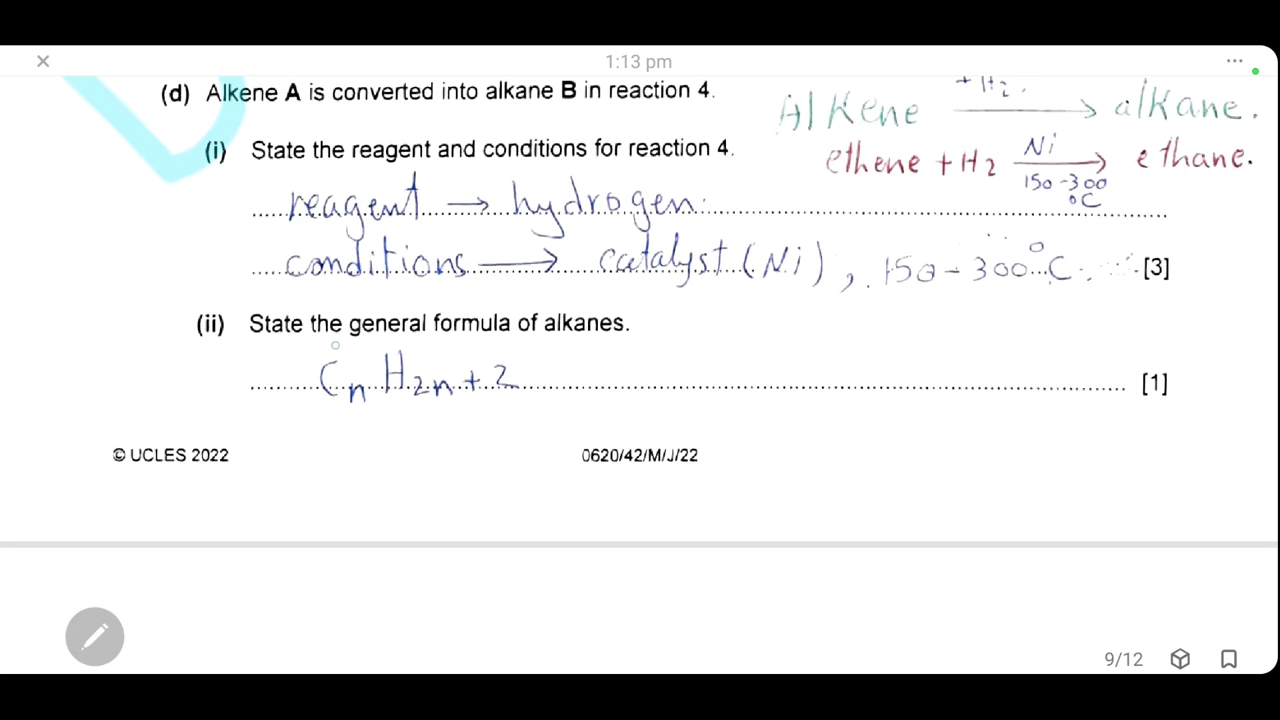 1:13 pm
(d) Alkene A is converted into alkane B in reaction 4.
+ H2.
Alkene → alkane.
(i) State the reagent and conditions for reaction 4.
ethene + H2 Ni → ethane.
150-300
°C
reagent → hydrogen.
conditions → catalyst (Ni), 150 - 300°C. [3]
(ii) State the general formula of alkanes.
CnH2n+2 [1]
© UCLES 2022 0620/42/M/J/22
9/12